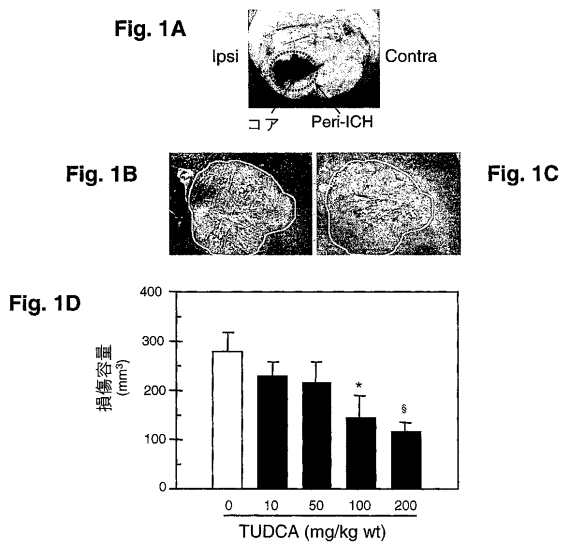 Fig. 1A
Ipsi
Contra
コア
Peri-ICH
Fig. 1B
Fig. 1C
Fig. 1D
損傷容量
(mm³)
400
300
200
100
0
*
§
0 10 50 100 200
TUDCA (mg/kg wt)